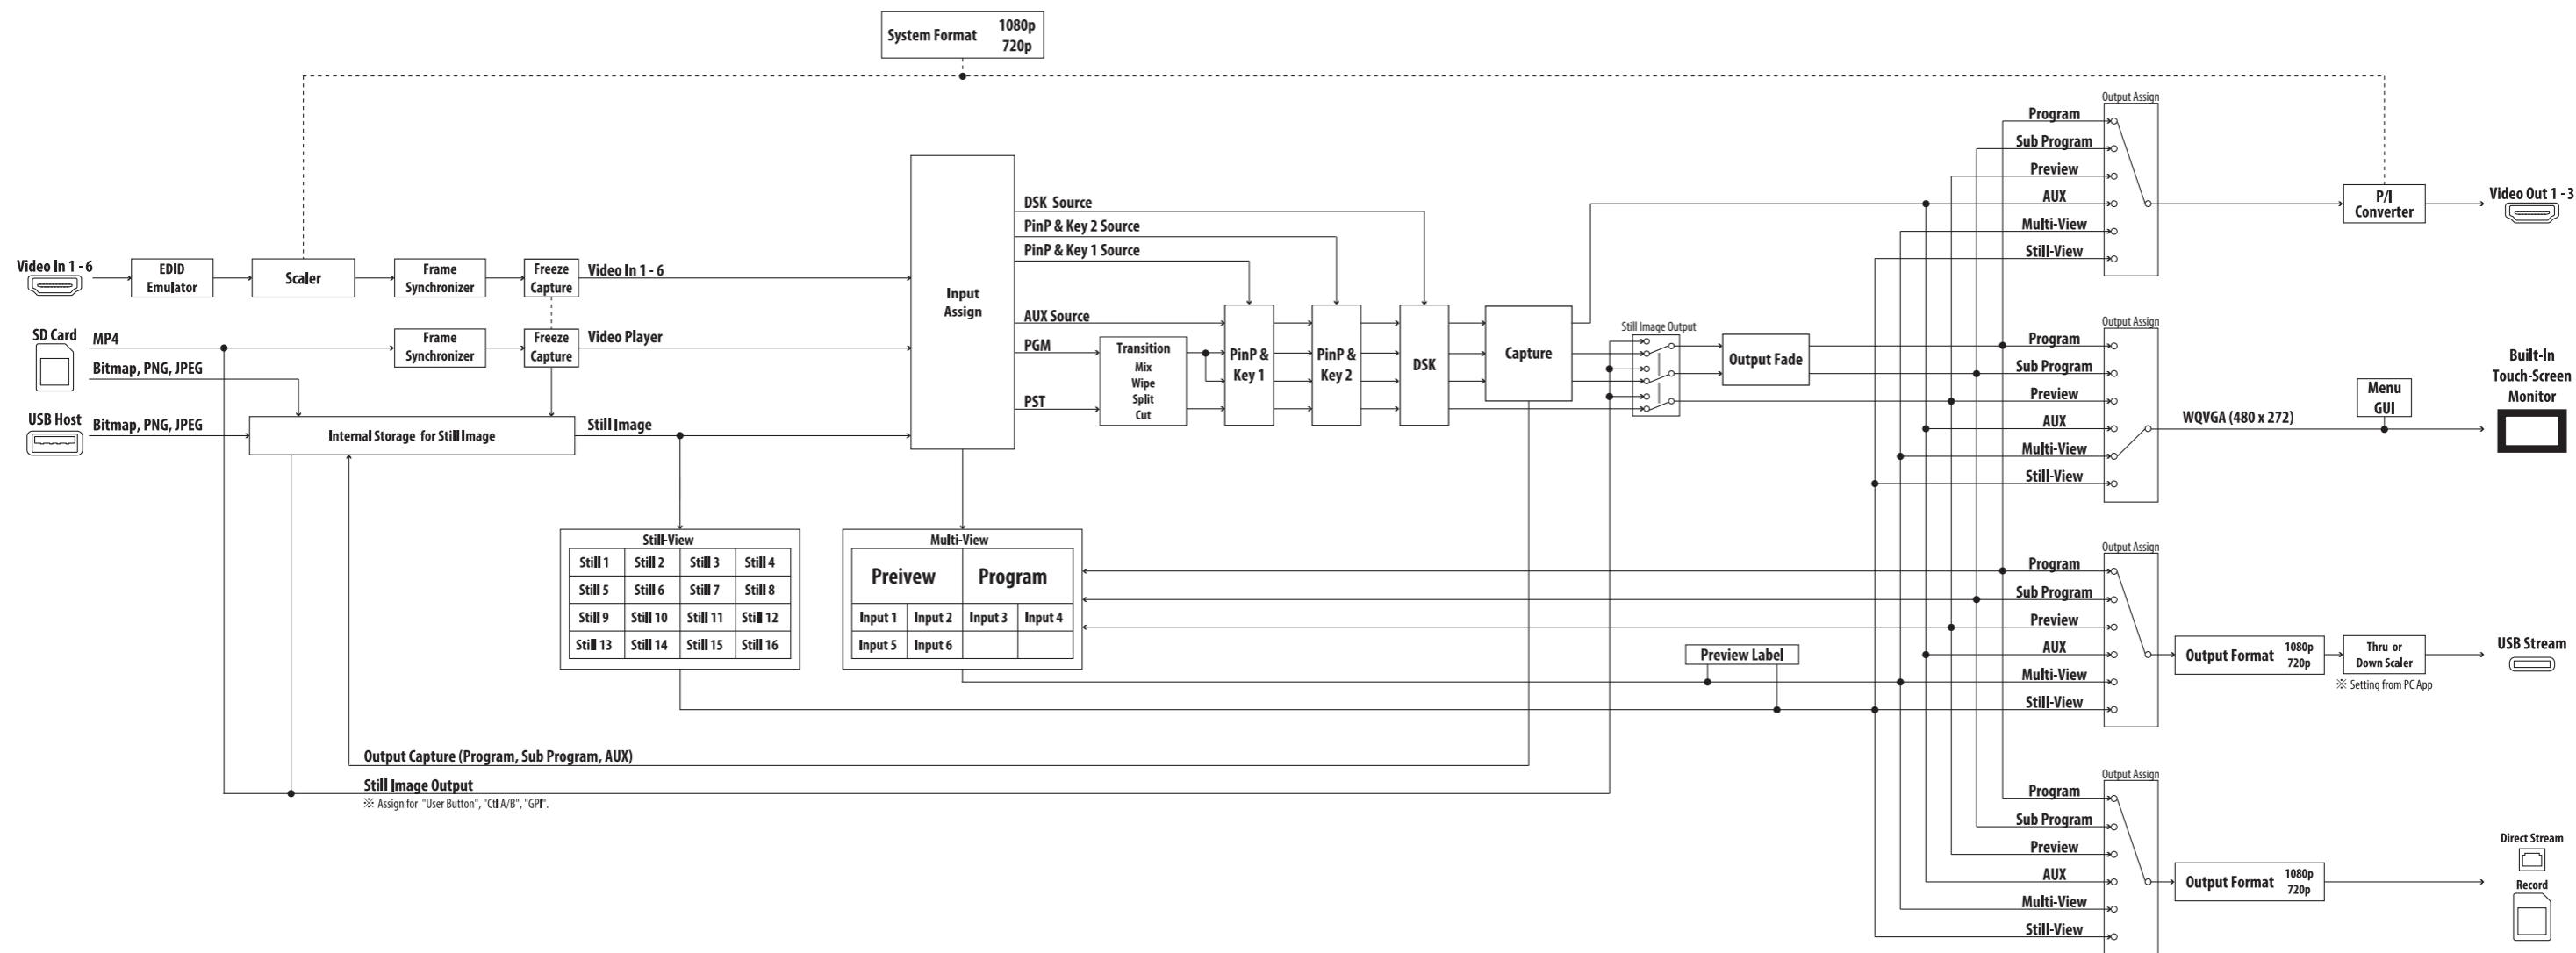 System Format
1080p
720p
Output Assign
Program
Sub Program
Preview
AUX
Multi-View
Still-View
P/I
Converter
Video Out 1 - 3
DSK Source
PinP & Key 2 Source
PinP & Key 1 Source
Video In 1 - 6
EDID
Emulator
Scaler
Frame
Synchronizer
Freeze
Capture
Video In 1 - 6
Input
Assign
SD Card
MP4
Bitmap, PNG, JPEG
Frame
Synchronizer
Freeze
Capture
Video Player
USB Host
Bitmap, PNG, JPEG
Internal Storage for Still Image
Still Image
AUX Source
PGM
PST
Transition
Mix
Wipe
Split
Cut
PinP &
Key 1
PinP &
Key 2
DSK
Capture
Still Image Output
Output Fade
Output Assign
Program
Sub Program
Preview
AUX
Multi-View
Still-View
WQVGA (480 x 272)
Menu
GUI
Built-In
Touch-Screen
Monitor
Still-View
Still 1 Still 2 Still 3 Still 4
Still 5 Still 6 Still 7 Still 8
Still 9 Still 10 Still 11 Still 12
Still 13 Still 14 Still 15 Still 16
Multi-View
Preivew Program
Input 1 Input 2 Input 3 Input 4
Input 5 Input 6
Preview Label
Output Assign
Program
Sub Program
Preview
AUX
Multi-View
Still-View
Output Format
1080p
720p
Thru or
Down Scaler
※ Setting from PC App
USB Stream
Output Capture (Program, Sub Program, AUX)
Still Image Output
※ Assign for "User Button", "Ctl A/B", "GPI".
Output Assign
Program
Sub Program
Preview
AUX
Multi-View
Still-View
Output Format
1080p
720p
Direct Stream
Record